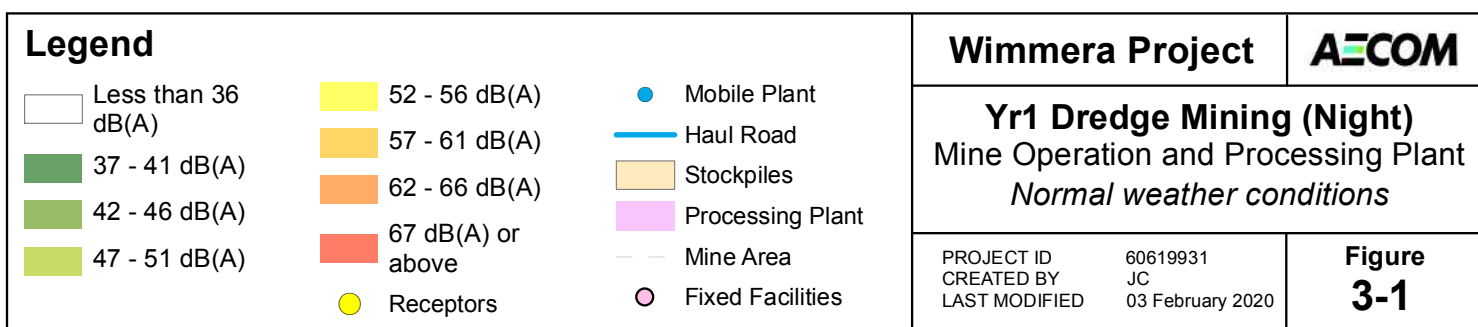 Legend
Less than 36
dB(A)
37 - 41 dB(A)
42 - 46 dB(A)
47 - 51 dB(A)
52 - 56 dB(A)
57 - 61 dB(A)
62 - 66 dB(A)
67 dB(A) or
above
Receptors
Mobile Plant
Haul Road
Stockpiles
Processing Plant
Mine Area
Fixed Facilities
Wimmera Project
AECOM
Yr1 Dredge Mining (Night)
Mine Operation and Processing Plant
Normal weather conditions
PROJECT ID 60619931
CREATED BY JC
LAST MODIFIED 03 February 2020
Figure
3-1